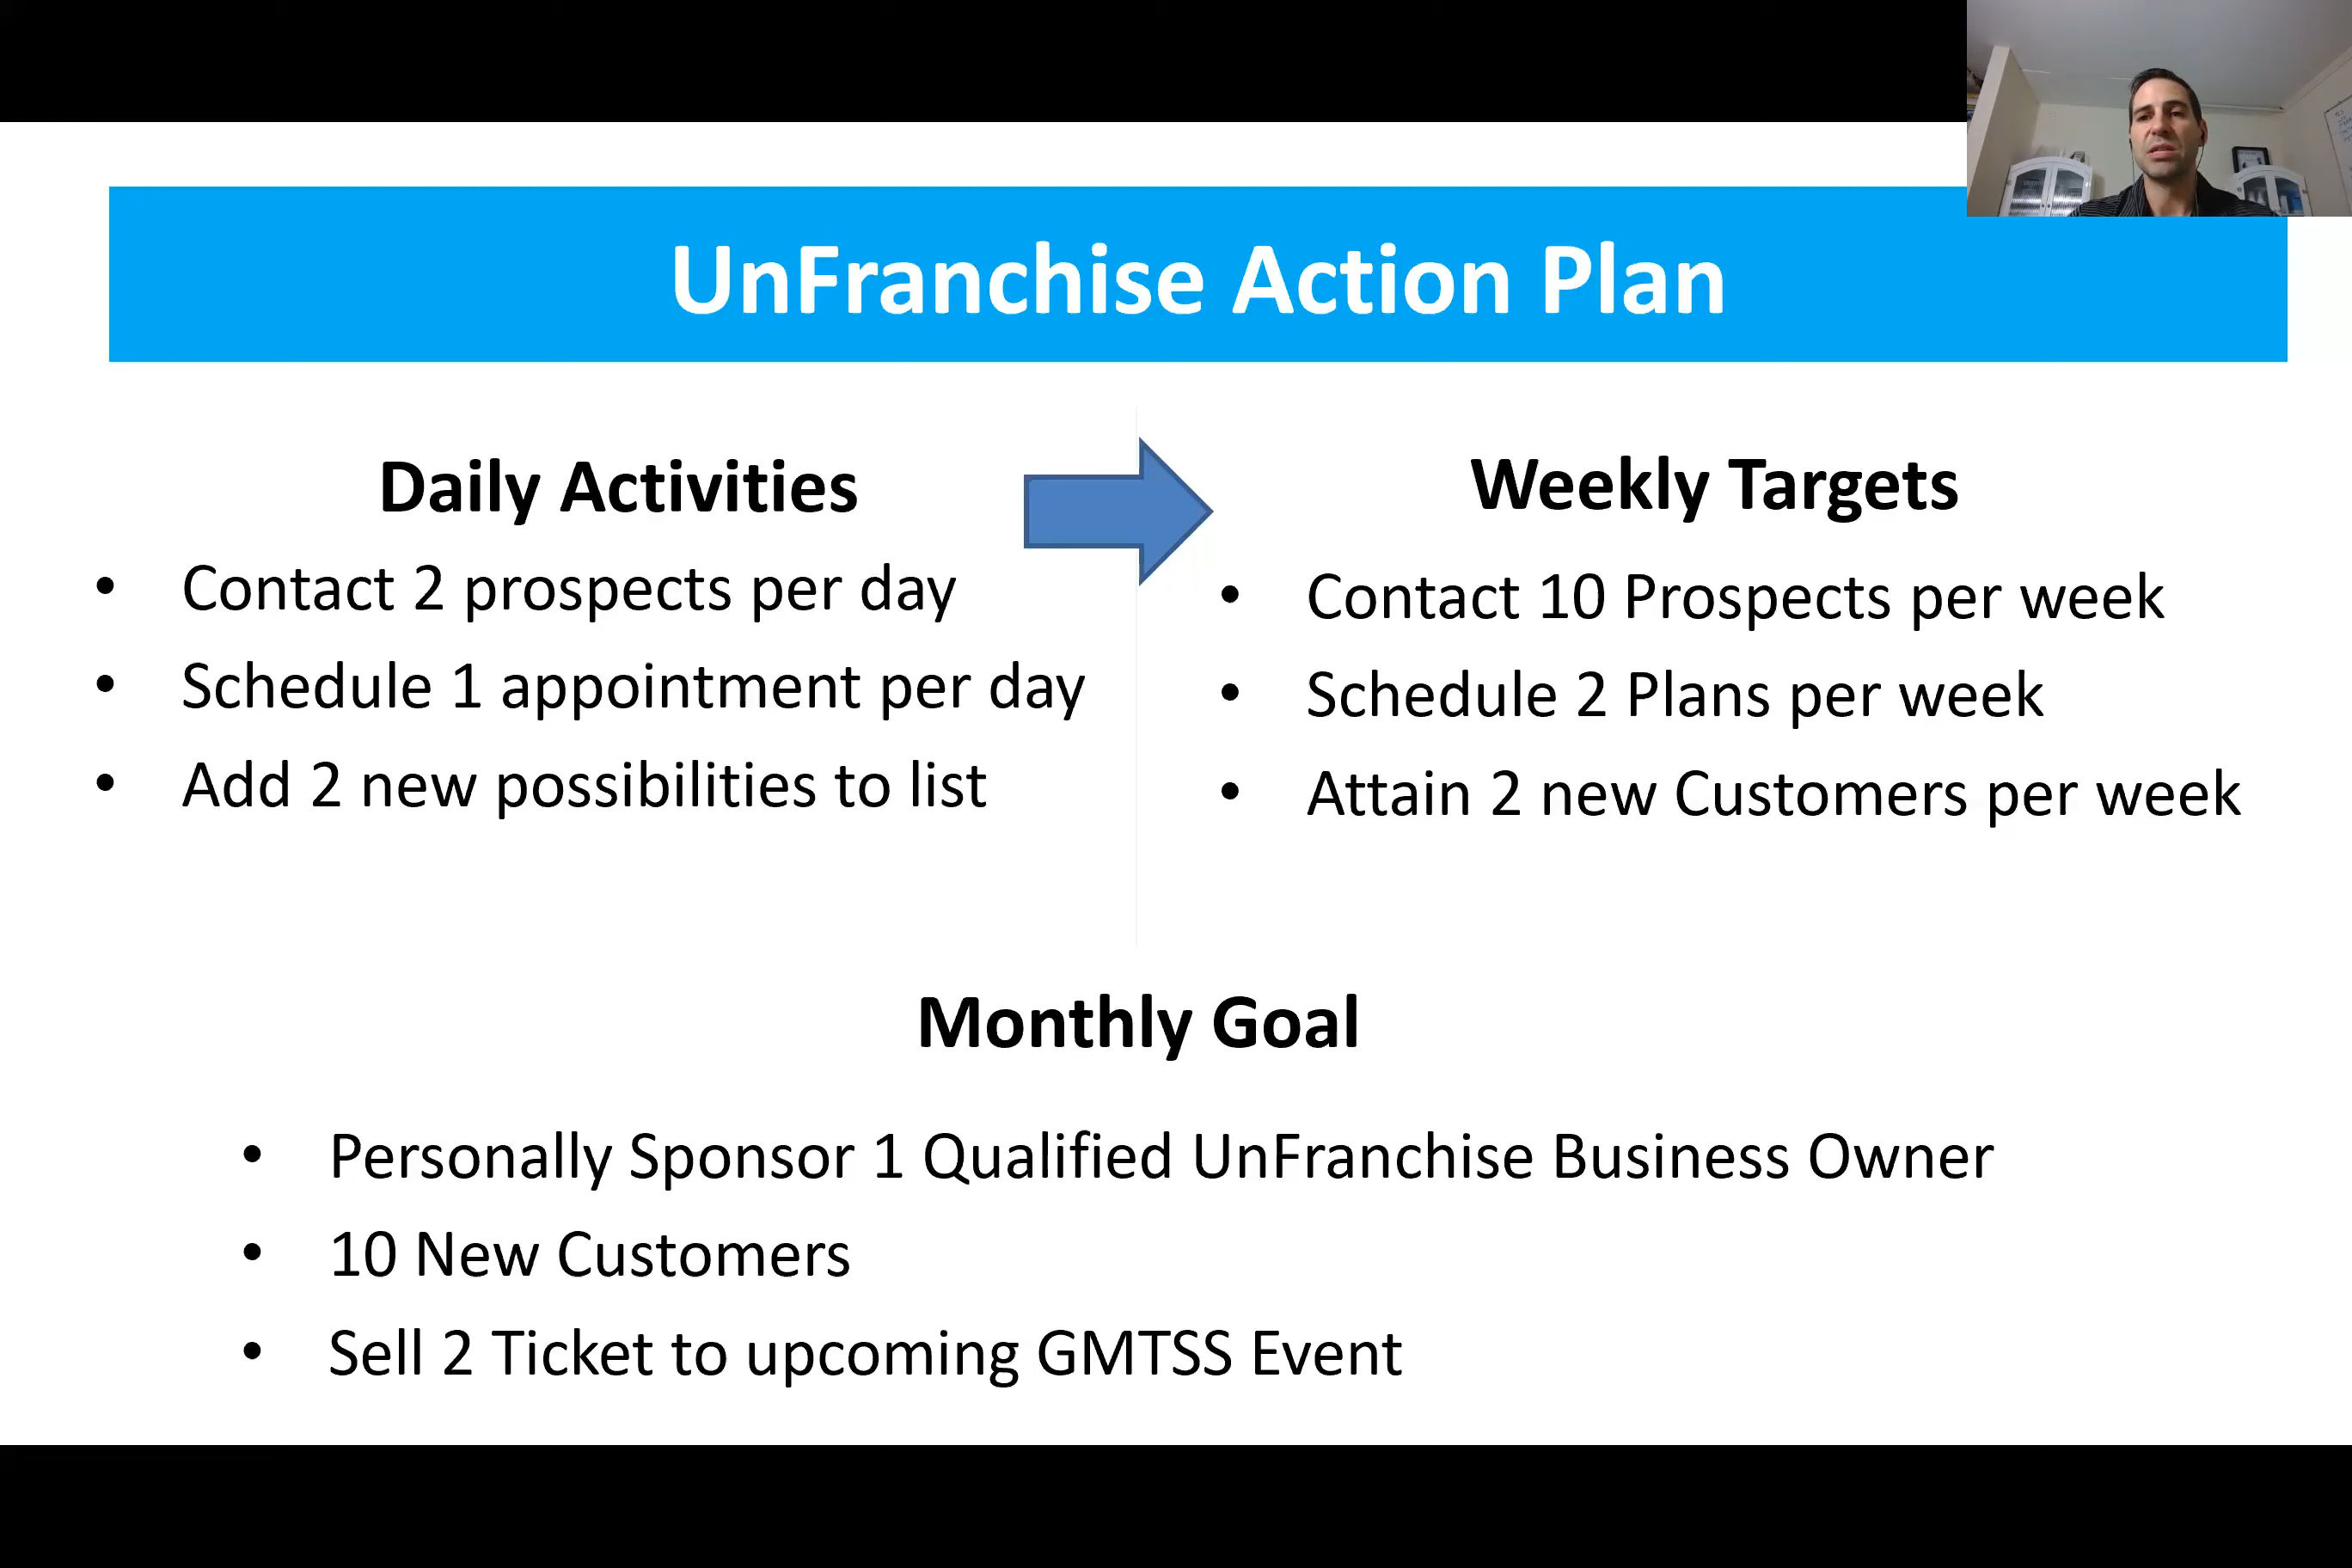 UnFranchise Action Plan
Daily Activities
• Contact 2 prospects per day
• Schedule 1 appointment per day
• Add 2 new possibilities to list
Weekly Targets
• Contact 10 Prospects per week
• Schedule 2 Plans per week
• Attain 2 new Customers per week
Monthly Goal
• Personally Sponsor 1 Qualified UnFranchise Business Owner
• 10 New Customers
• Sell 2 Ticket to upcoming GMTSS Event